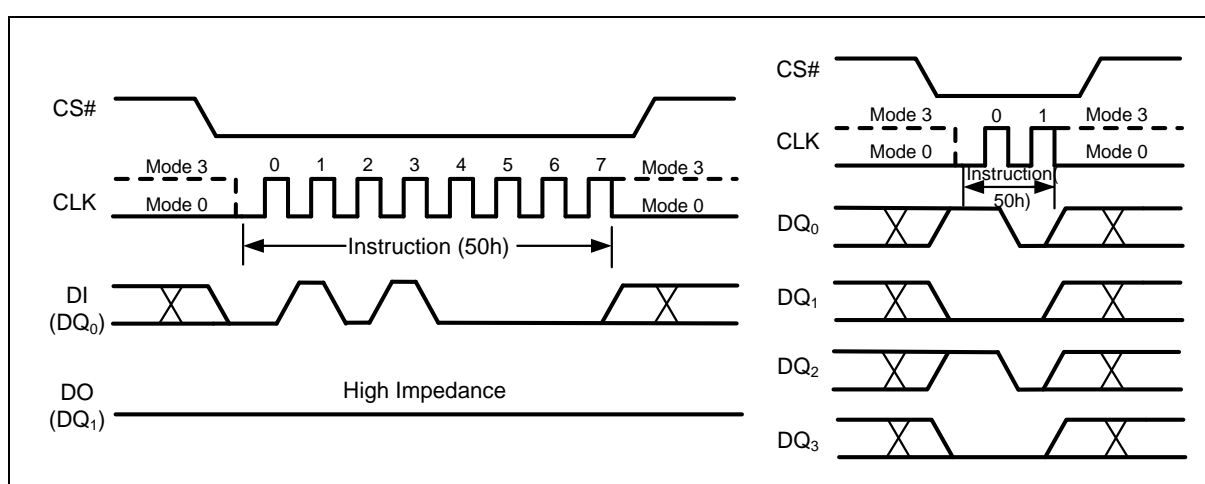 CS#
Mode 3 0 1 2 3 4 5 6 7 Mode 3
CLK
Mode 0 Mode 0
Instruction (50h)
DI
(DQ0)
High Impedance
DO
(DQ1)
CS#
Mode 3 0 1 Mode 3
CLK
Mode 0 Mode 0
Instruction(
50h)
DQ0
DQ1
DQ2
DQ3